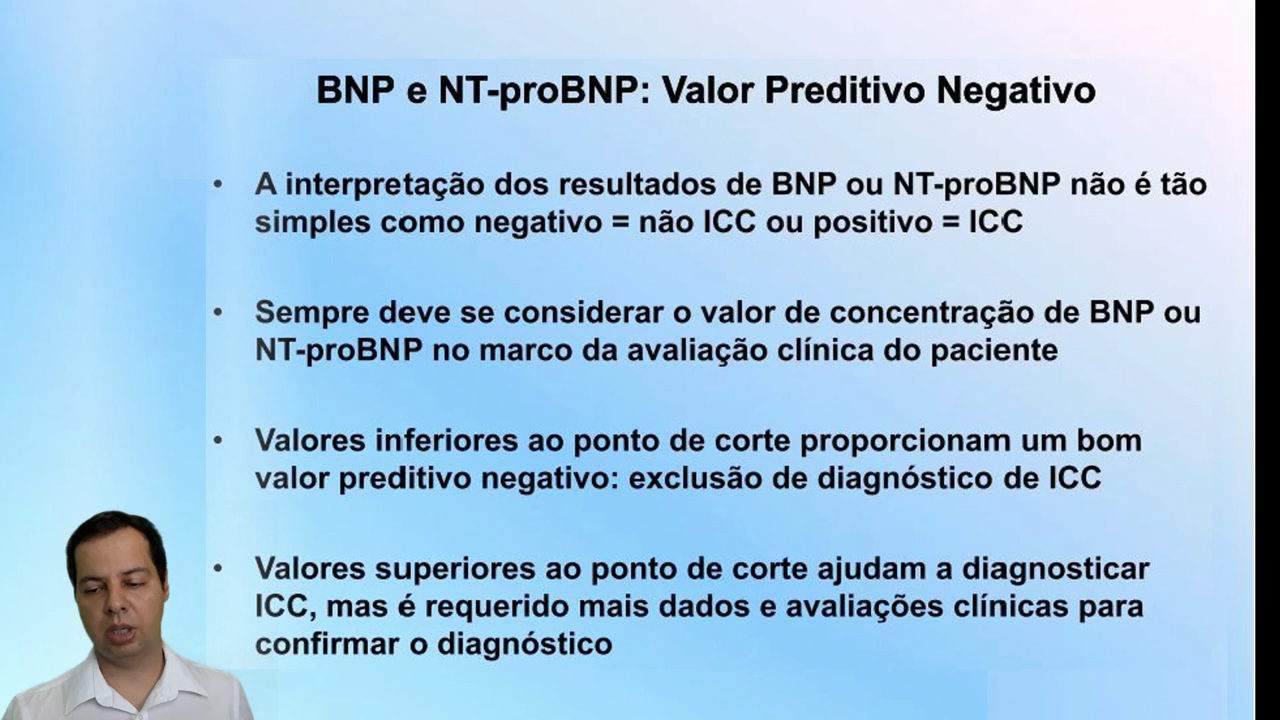 BNP e NT-proBNP: Valor Preditivo Negativo
• A interpretação dos resultados de BNP ou NT-proBNP não é tão
simples como negativo = não ICC ou positivo = ICC
• Sempre deve se considerar o valor de concentração de BNP ou
NT-proBNP no marco da avaliação clínica do paciente
• Valores inferiores ao ponto de corte proporcionam um bom
valor preditivo negativo: exclusão de diagnóstico de ICC
• Valores superiores ao ponto de corte ajudam a diagnosticar
ICC, mas é requerido mais dados e avaliações clínicas para
confirmar o diagnóstico